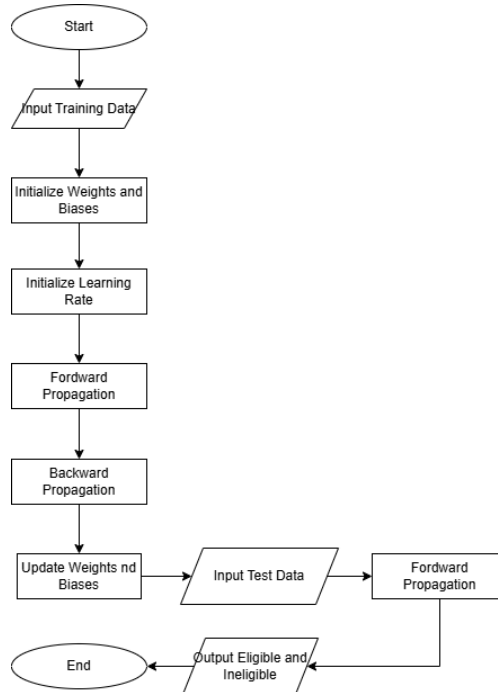 Start
Input Training Data
Initialize Weights and
Biases
Initialize Learning
Rate
Fordward
Propagation
Backward
Propagation
Update Weights nd
Biases
Input Test Data
Fordward
Propagation
Output Eligible and
Ineligible
End